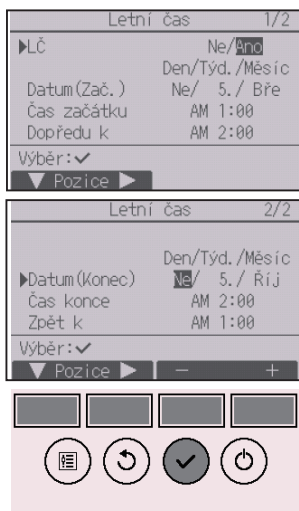 Letní čas 1/2
▶LČ Ne/Ano
Den/Týd./Měsíc
Datum(Zač.) Ne/ 5./ Bře
Čas začátku AM 1:00
Dopředu k AM 2:00
Výběr:✓
▼ Pozice ▶
Letní čas 2/2
Den/Týd./Měsíc
▶Datum(Konec) Ne/ 5./ Říj
Čas konce AM 2:00
Zpět k AM 1:00
Výběr:✓
▼ Pozice ▶ − +